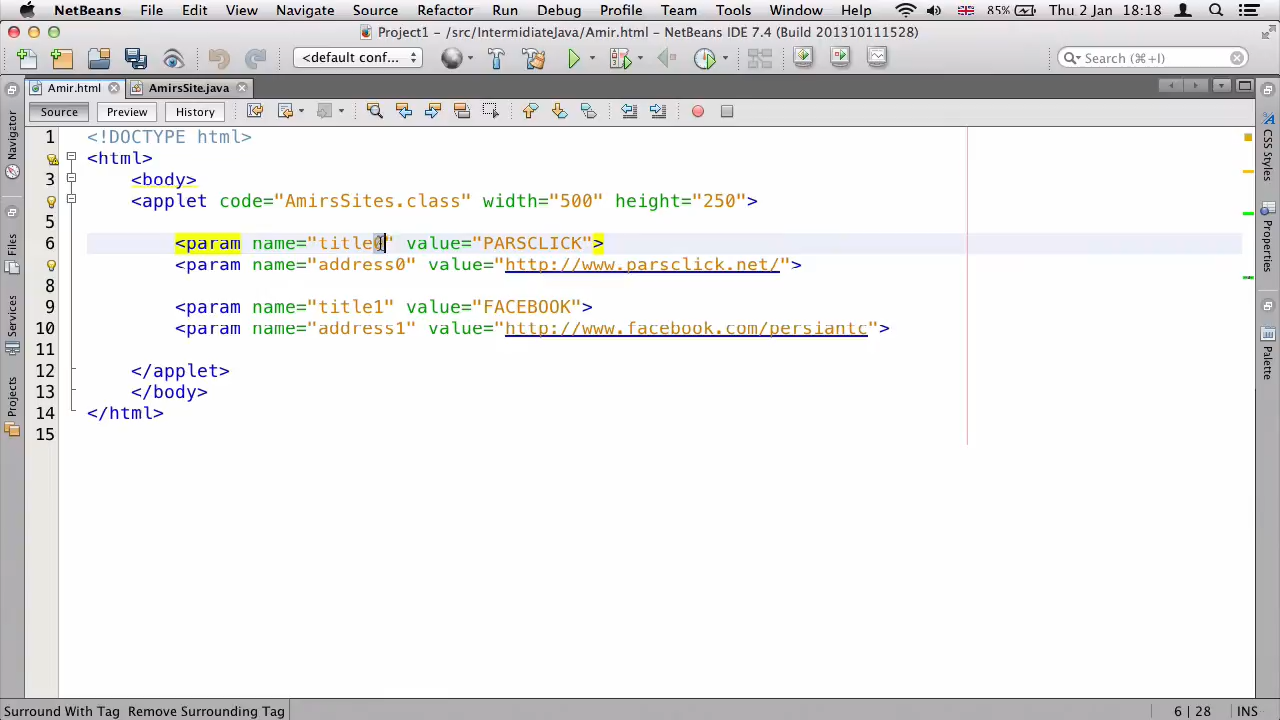 NetBeans File Edit View Navigate Source Refactor Run Debug Profile Team Tools Window Help 85% Thu 2 Jan 18:18
Project1 - /src/IntermidiateJava/Amir.html - NetBeans IDE 7.4 (Build 201310111528)
<default conf... Search (⌘+I)
Amir.html AmirsSite.java
Source Preview History
1 <!DOCTYPE html>
<html>
3 <body>
<applet code="AmirsSites.class" width="500" height="250">
5
6 <param name="title0" value="PARSCLICK">
<param name="address0" value="http://www.parsclick.net/">
8
9 <param name="title1" value="FACEBOOK">
10 <param name="address1" value="http://www.facebook.com/persiantc">
11
12 </applet>
13 </body>
14 </html>
15
Navigator
Files
Services
Projects
CSS Styles
Properties
Palette
Surround With Tag Remove Surrounding Tag 6 | 28 INS